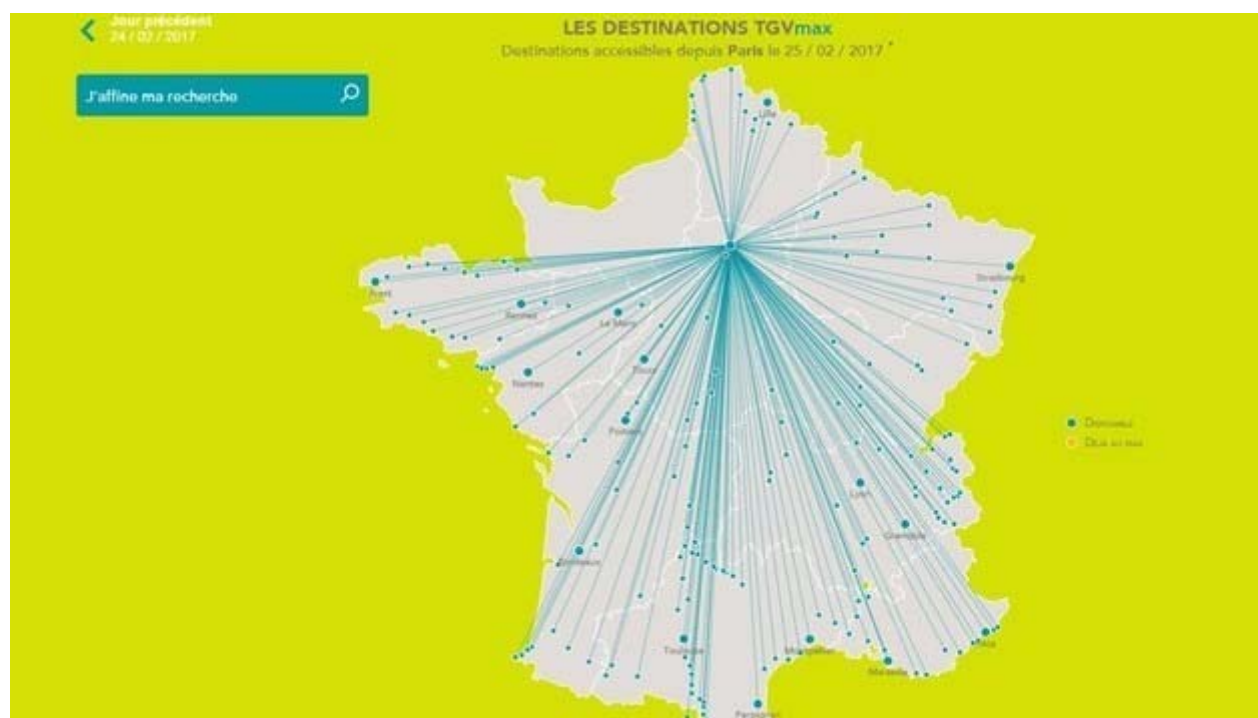 Jour précédent
24 / 02 / 2017
LES DESTINATIONS TGVmax
Destinations accessibles depuis Paris le 25 / 02 / 2017 *
J'affine ma recherche
Lille
Strasbourg
Brest
Rennes
Le Mans
Tours
Nantes
Poitiers
Disponible
Lyon
Grenoble
Bordeaux
Toulouse
Montpellier
Nice
Marseille
Perpignan